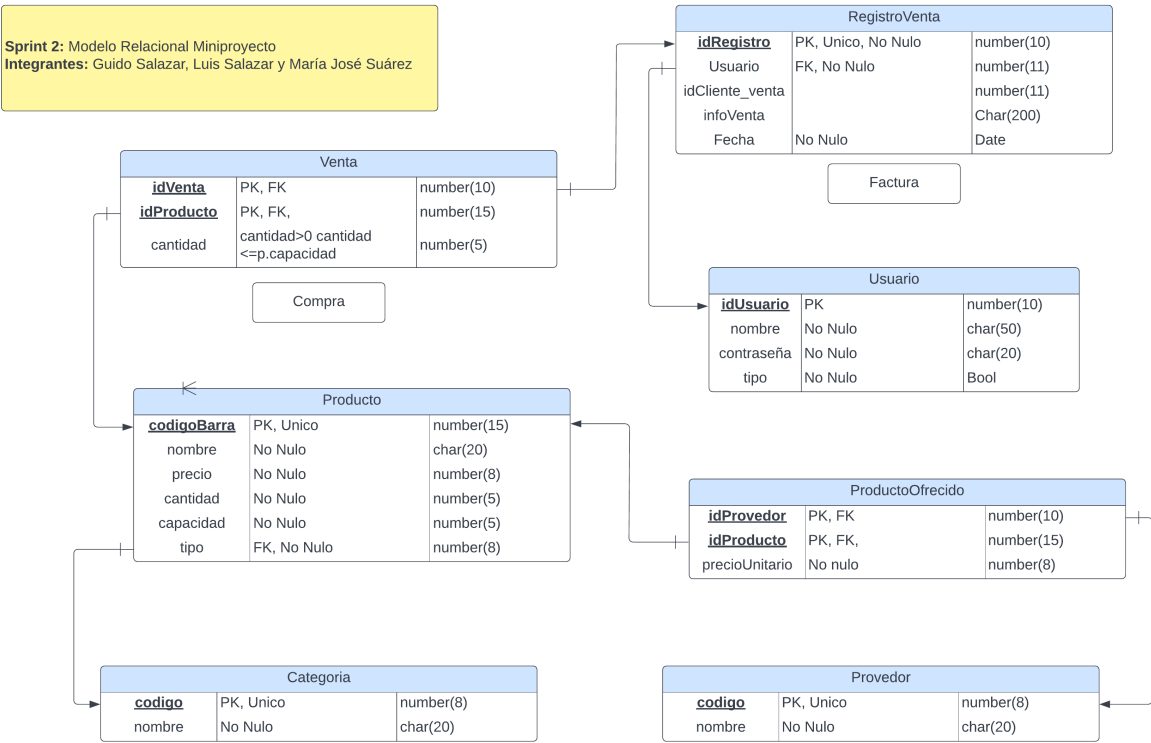 Sprint 2: Modelo Relacional Miniproyecto
Integrantes: Guido Salazar, Luis Salazar y María José Suárez
RegistroVenta
idRegistro PK, Unico, No Nulo number(10)
Usuario FK, No Nulo number(11)
idCliente_venta number(11)
infoVenta Char(200)
Fecha No Nulo Date
Factura
Venta
idVenta PK, FK number(10)
idProducto PK, FK, number(15)
cantidad cantidad>0 cantidad number(5)
<=p.capacidad
Compra
Usuario
idUsuario PK number(10)
nombre No Nulo char(50)
contraseña No Nulo char(20)
tipo No Nulo Bool
Producto
codigoBarra PK, Unico number(15)
nombre No Nulo char(20)
precio No Nulo number(8)
cantidad No Nulo number(5)
capacidad No Nulo number(5)
tipo FK, No Nulo number(8)
ProductoOfrecido
idProvedor PK, FK number(10)
idProducto PK, FK, number(15)
precioUnitario No nulo number(8)
Categoria
codigo PK, Unico number(8)
nombre No Nulo char(20)
Provedor
codigo PK, Unico number(8)
nombre No Nulo char(20)